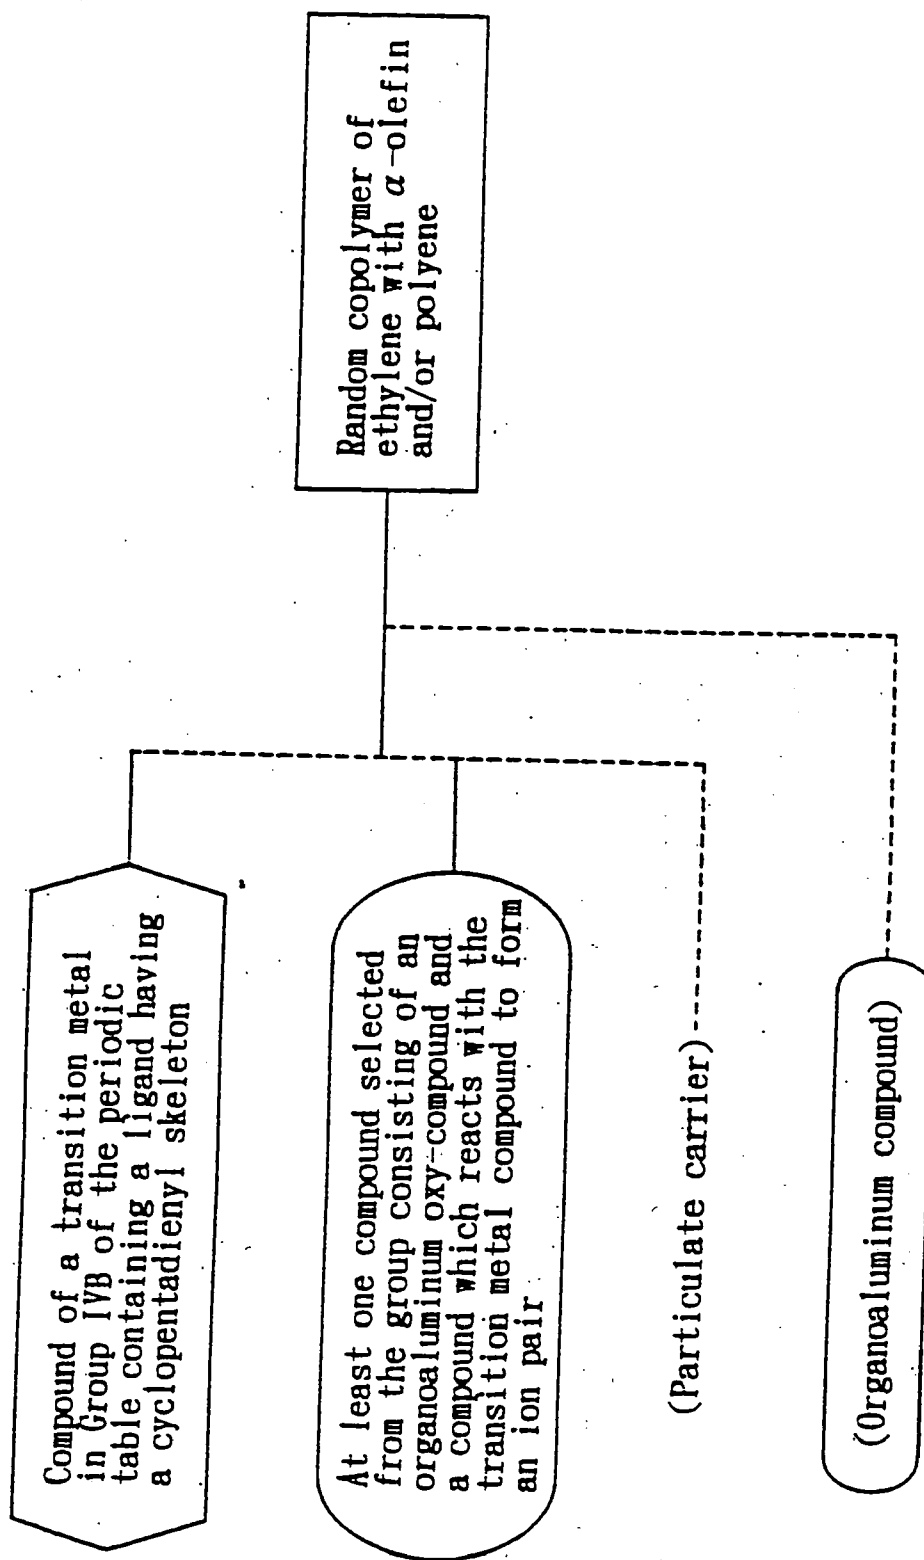 Compound of a transition metal
in Group IVB of the periodic
table containing a ligand having
a cyclopentadienyl skeleton
At least one compound selected
from the group consisting of an
organoaluminum oxy-compound and
a compound which reacts with the
transition metal compound to form
an ion pair
(Particulate carrier)
(Organoaluminum compound)
Random copolymer of
ethylene with α-olefin
and/or polyene